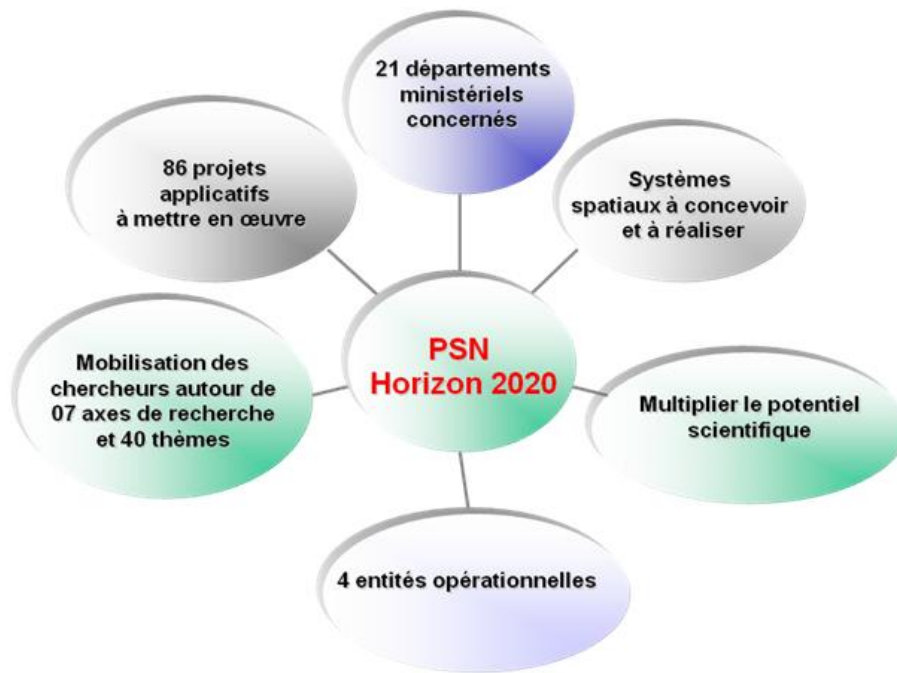 21 départements
ministériels
concernés
86 projets
applicatifs
à mettre en œuvre
Systèmes
spatiaux à concevoir
et à réaliser
PSN
Horizon 2020
Mobilisation des
chercheurs autour de
07 axes de recherche
et 40 thèmes
Multiplier le potentiel
scientifique
4 entités opérationnelles